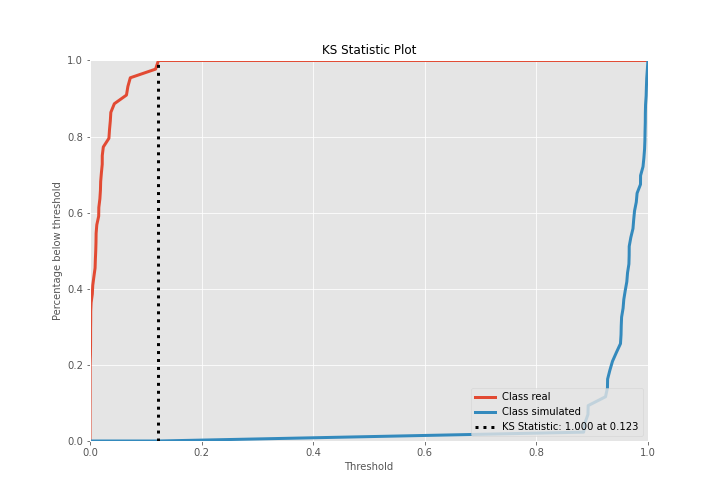 KS Statistic Plot
1.0
0.8
0.6
0.4
0.2
0.0
Percentage below threshold
Class real
Class simulated
KS Statistic: 1.000 at 0.123
0.0 0.2 0.4 0.6 0.8 1.0
Threshold